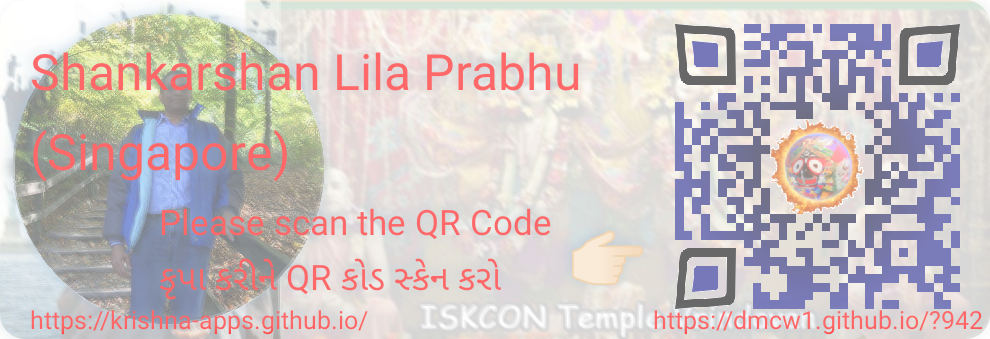 Shankarshan Lila Prabhu
(Singapore)
Please scan the QR Code
કૃપા કરીને QR કોડ સ્કેન કરો
https://krishna-apps.github.io/
ISKCON Temple
https://dmcw1.github.io/?942